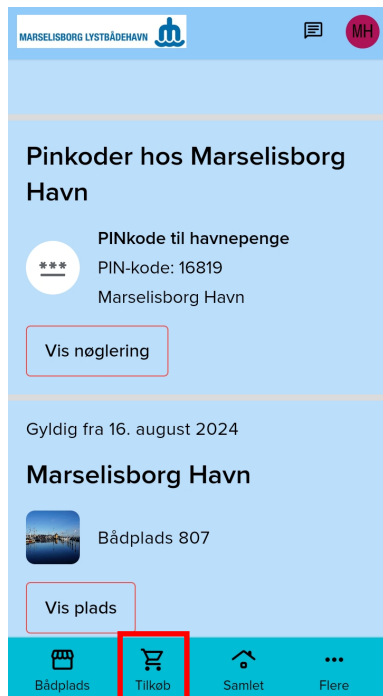 MARSELISBORG LYSTBÅDEHAVN
MH
Pinkoder hos Marselisborg
Havn
PINkode til havnepenge
***
PIN-kode: 16819
Marselisborg Havn
Vis nøglering
Gyldig fra 16. august 2024
Marselisborg Havn
Bådplads 807
Vis plads
Bådplads
Tilkøb
Samlet
Flere